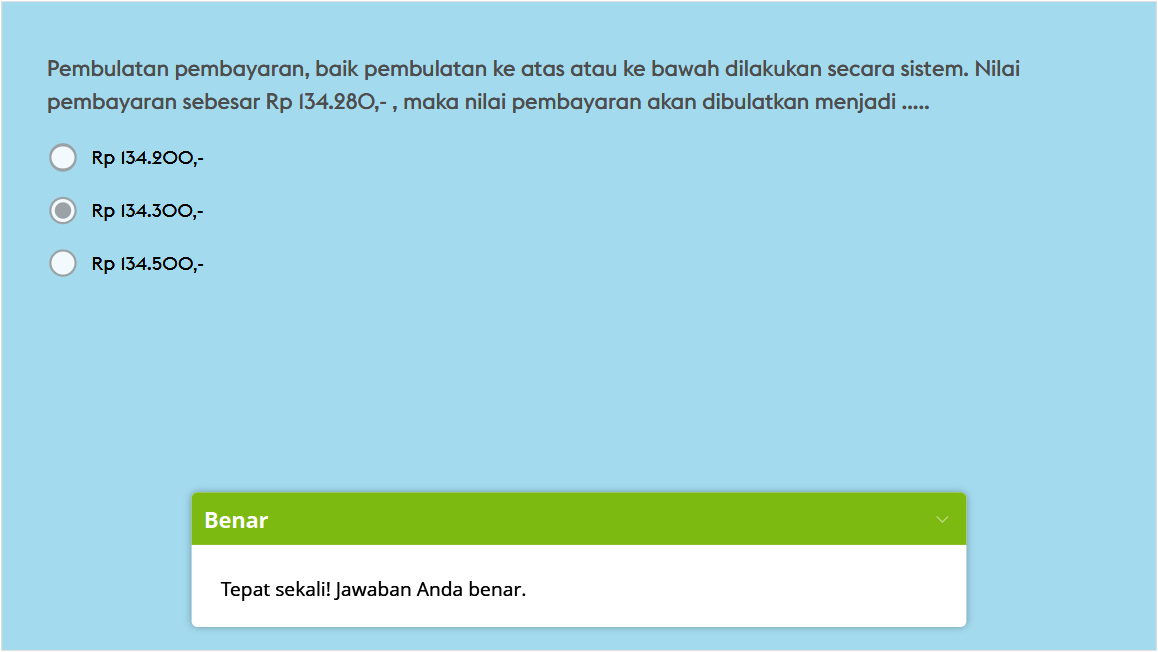 Pembulatan pembayaran, baik pembulatan ke atas atau ke bawah dilakukan secara sistem. Nilai
pembayaran sebesar Rp 134.280,- , maka nilai pembayaran akan dibulatkan menjadi .....
Rp 134.200,-
Rp 134.300,-
Rp 134.500,-
Benar
Tepat sekali! Jawaban Anda benar.